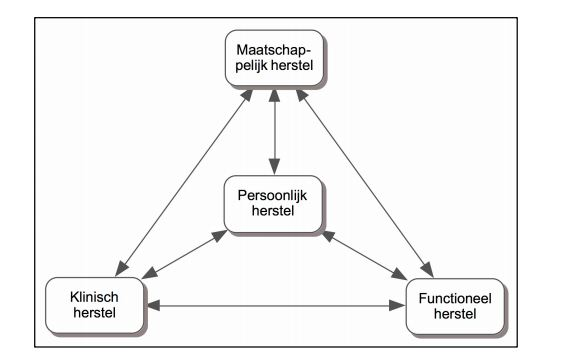 Maatschap-
pelijk herstel
Persoonlijk
herstel
Klinisch
herstel
Functioneel
herstel